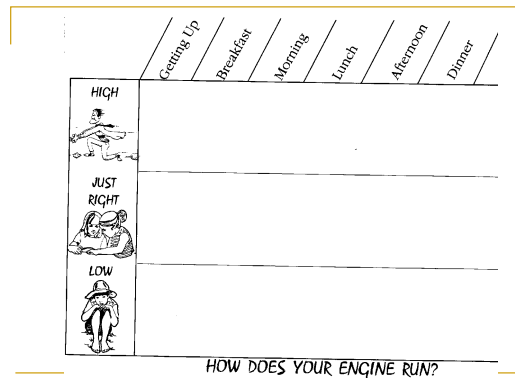 Getting Up
Breakfast
Morning
Lunch
Afternoon
Dinner
HIGH
JUST
RIGHT
LOW
HOW DOES YOUR ENGINE RUN?